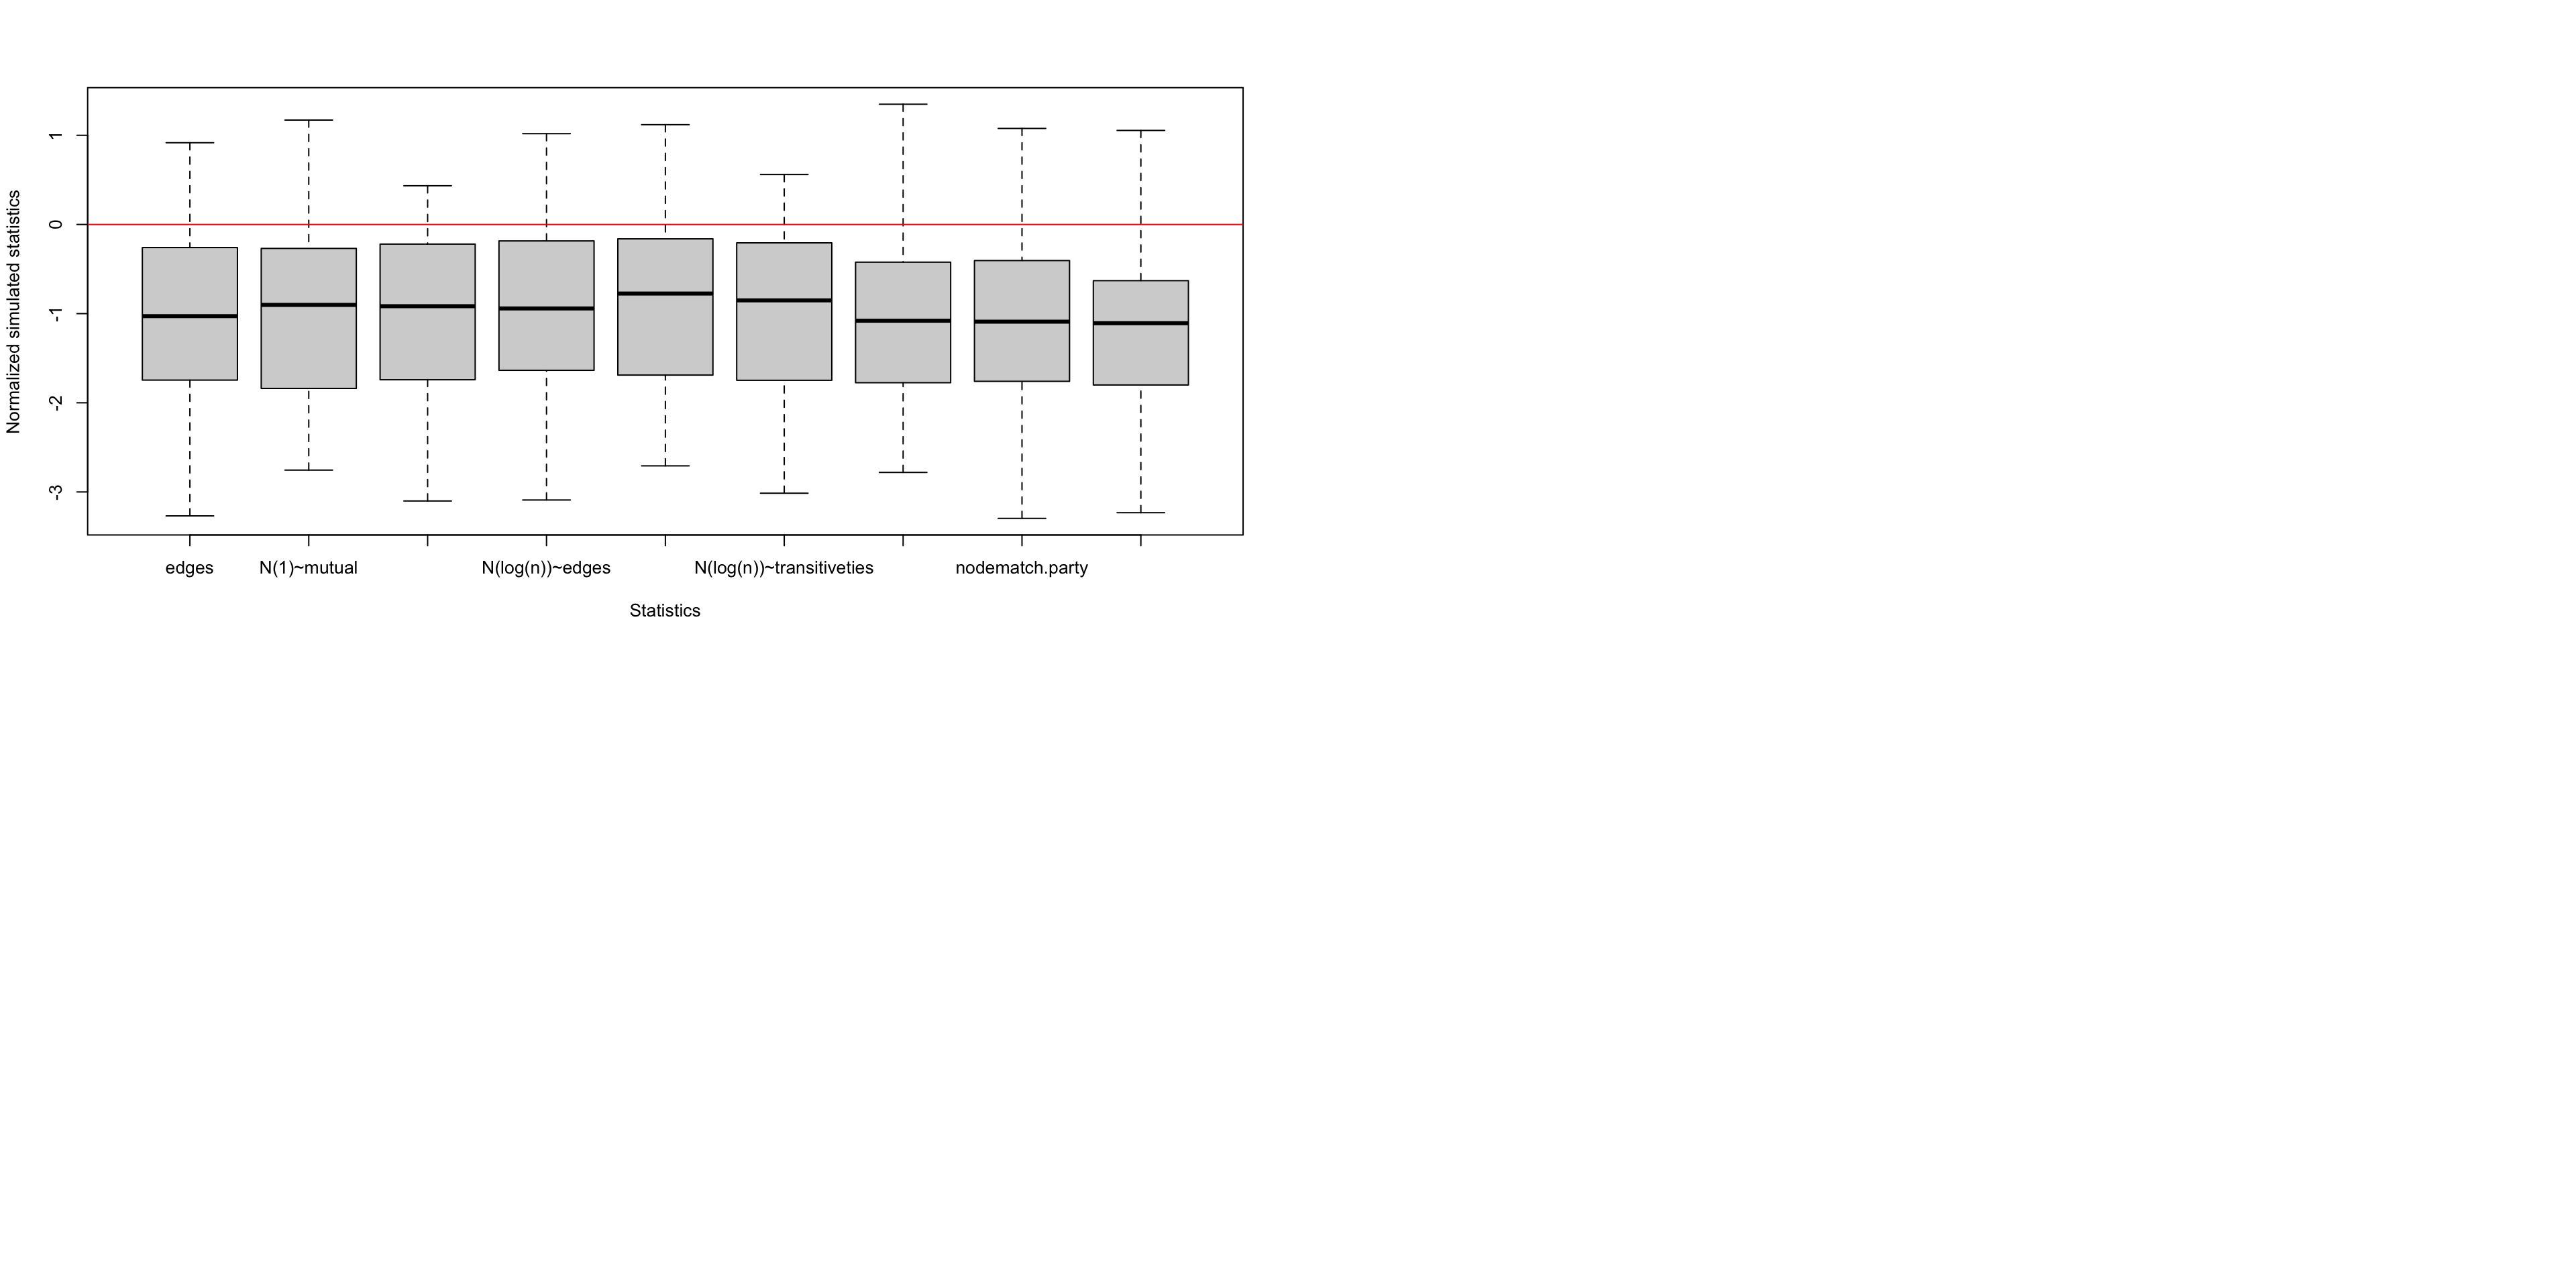 Normalized simulated statistics
1
0
-1
-2
-3
edges N(1)~mutual N(log(n))~edges N(log(n))~transitiveties nodematch.party
Statistics